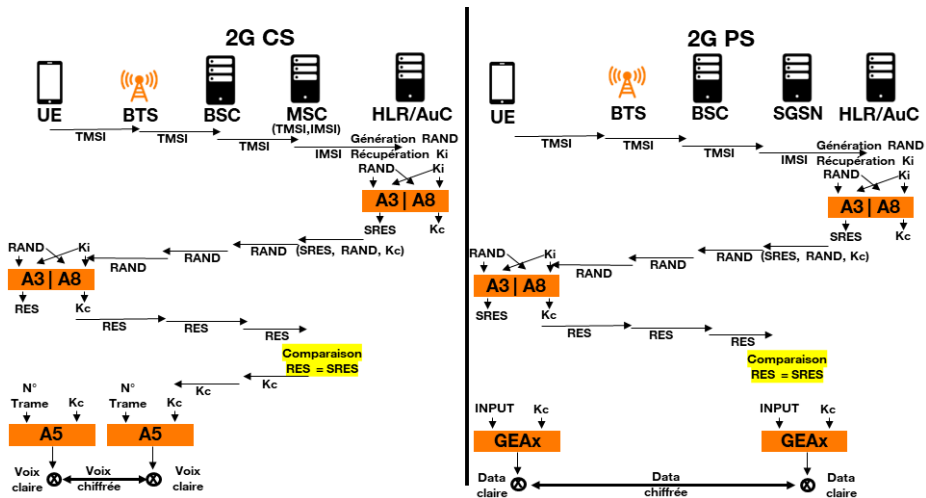 2G CS
UE
BTS
BSC
MSC
HLR/AuC
(TMSI,IMSI)
TMSI
TMSI
TMSI
IMSI
Génération RAND
Récupération Ki
RAND
Ki
A3 | A8
SRES
Kc
(SRES, RAND, Kc)
RAND
RAND
RAND
RAND
Ki
A3 | A8
RES
Kc
RES
RES
RES
Comparaison
RES = SRES
Kc
Kc
N°
Trame
Kc
N°
Trame
Kc
A5
A5
Voix
claire
Voix
chiffrée
Voix
claire
2G PS
UE
BTS
BSC
SGSN
HLR/AuC
TMSI
TMSI
TMSI
IMSI
Génération RAND
Récupération Ki
RAND
Ki
A3 | A8
SRES
Kc
(SRES, RAND, Kc)
RAND
RAND
RAND
RAND
Ki
A3 | A8
SRES
Kc
RES
RES
RES
Comparaison
RES = SRES
INPUT
Kc
INPUT
Kc
GEAx
GEAx
Data
claire
Data
chiffrée
Data
claire